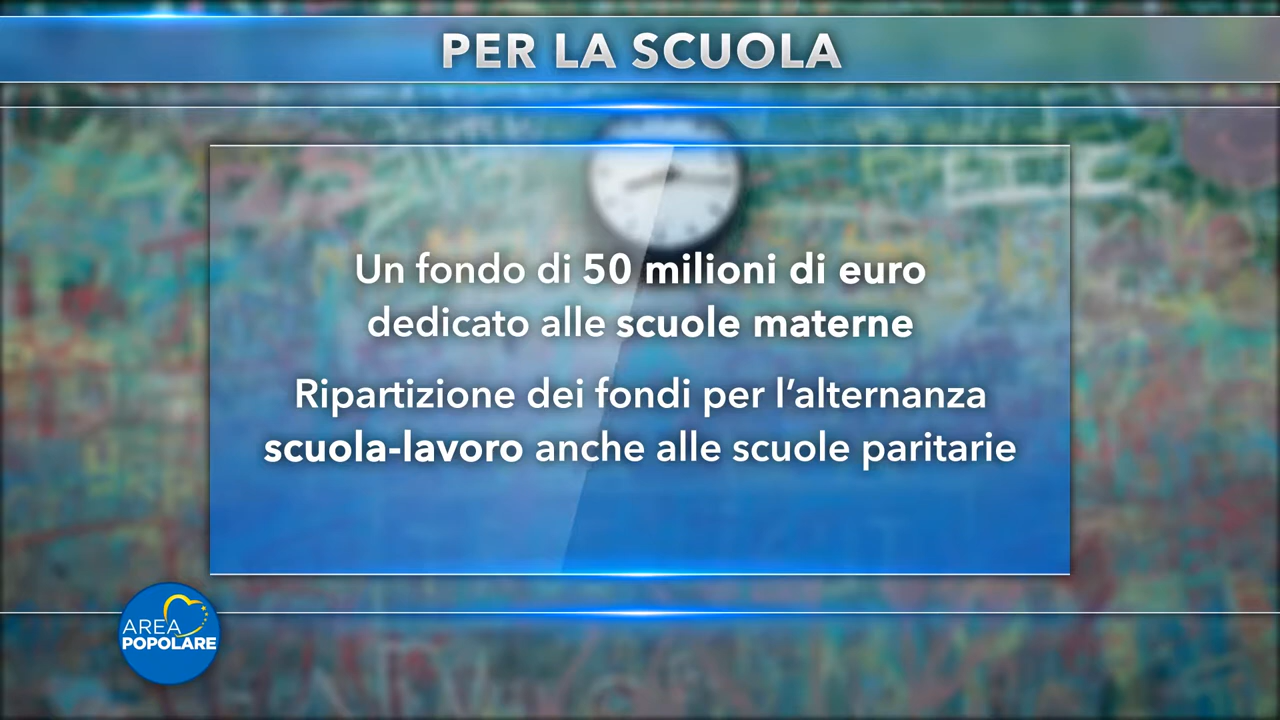 PER LA SCUOLA
Un fondo di 50 milioni di euro
dedicato alle scuole materne
Ripartizione dei fondi per l’alternanza
scuola-lavoro anche alle scuole paritarie
AREA
POPOLARE